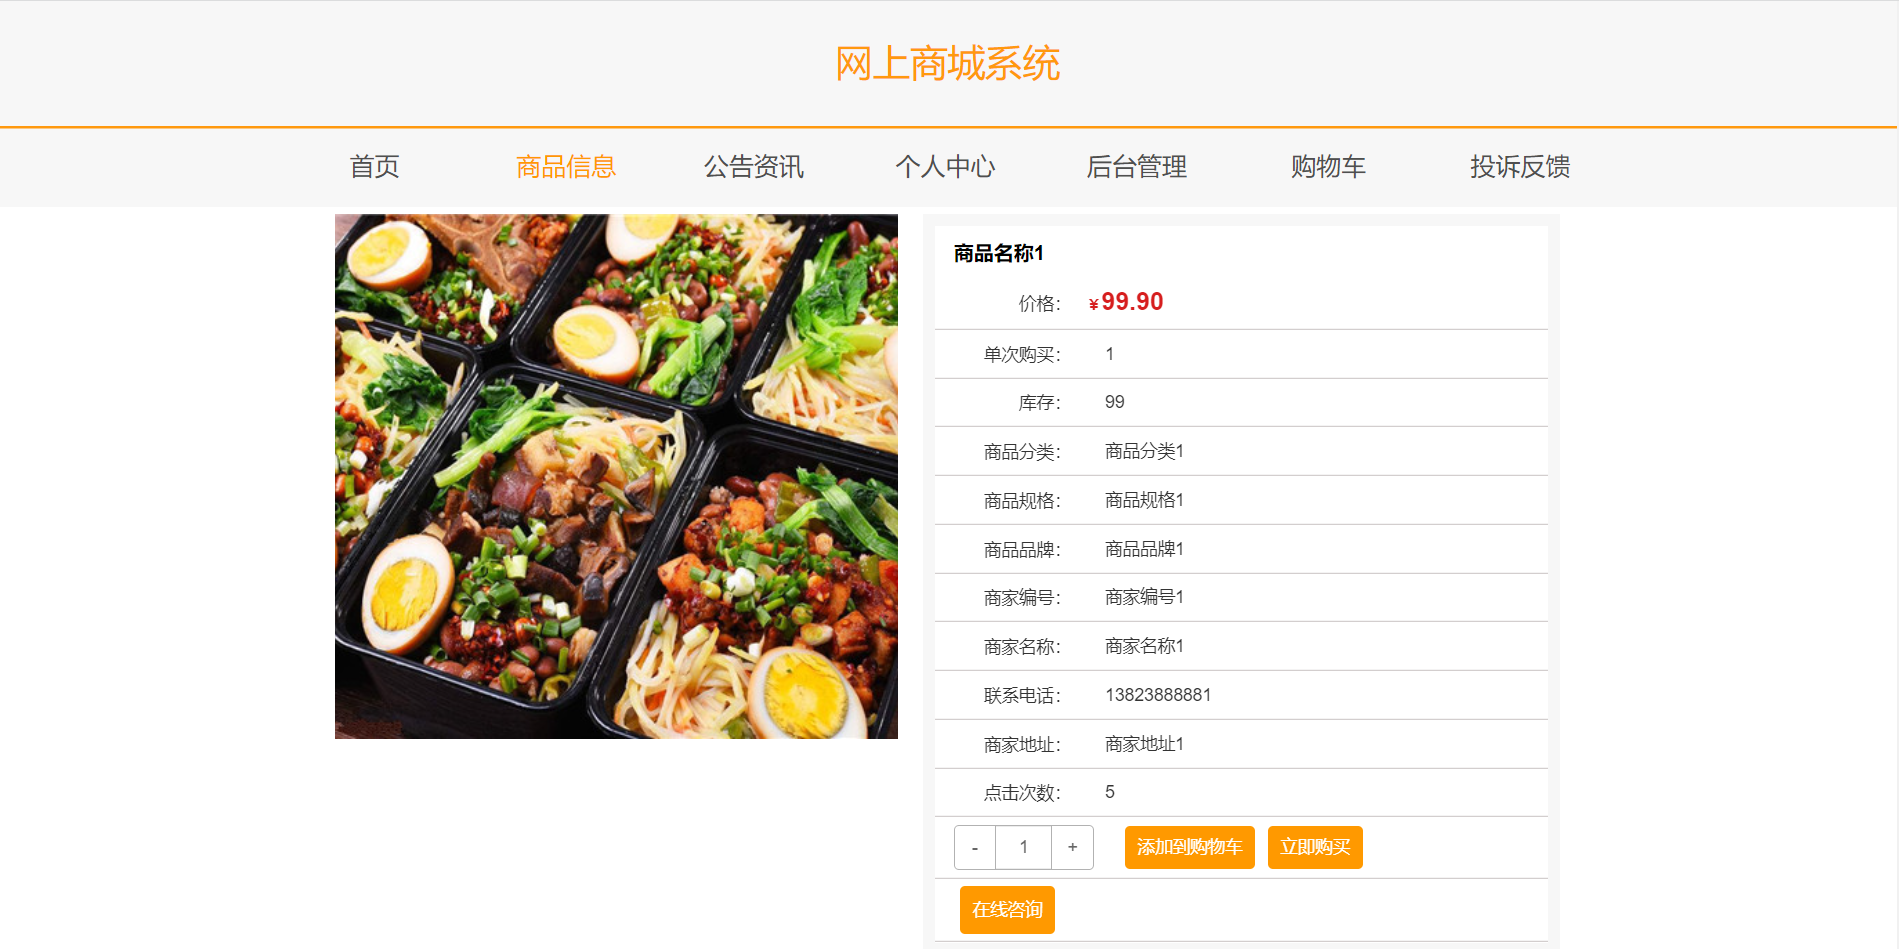 网上商城系统
首页 商品信息 公告资讯 个人中心 后台管理 购物车 投诉反馈
商品名称1
价格： ¥99.90
单次购买： 1
库存： 99
商品分类： 商品分类1
商品规格： 商品规格1
商品品牌： 商品品牌1
商家编号： 商家编号1
商家名称： 商家名称1
联系电话： 13823888881
商家地址： 商家地址1
点击次数： 5
- 1 + 添加到购物车 立即购买
在线咨询